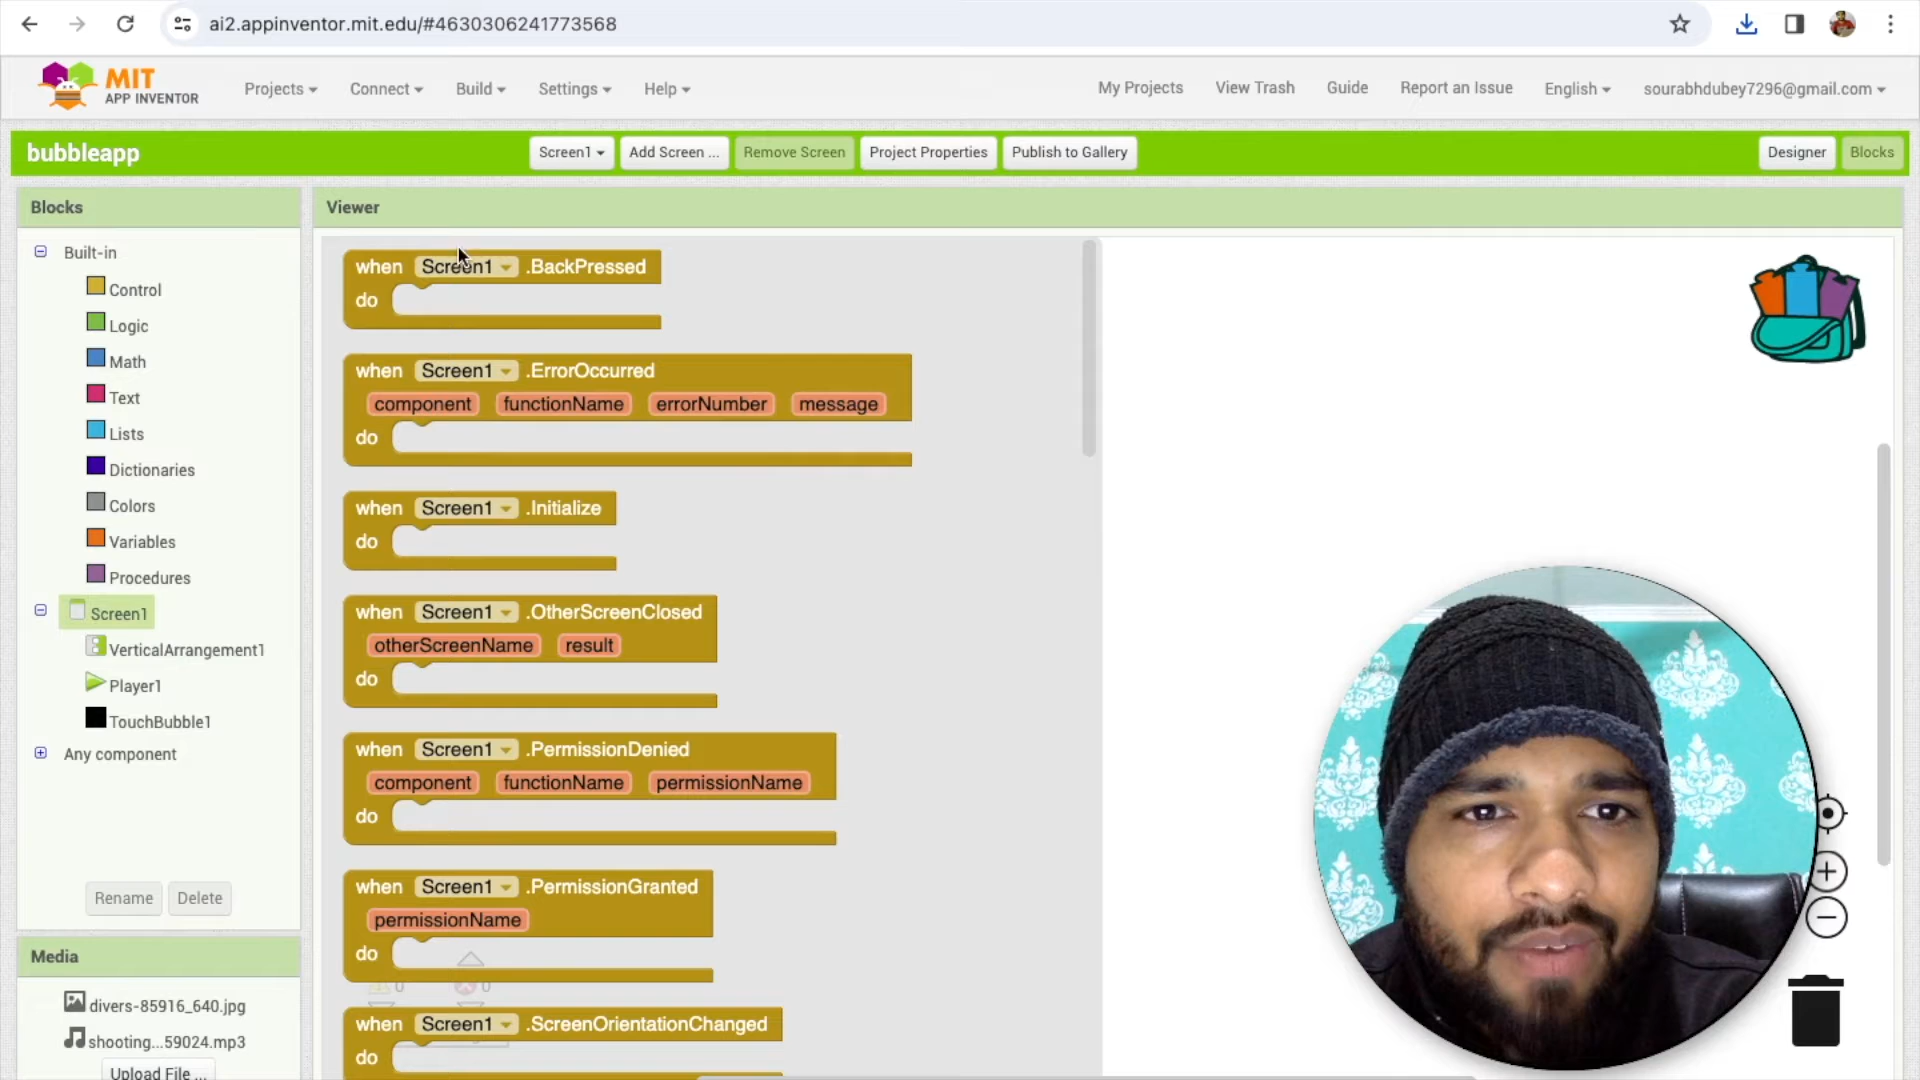 ai2.appinventor.mit.edu/#4630306241773568
MIT
APP INVENTOR
Projects
Connect
Build
Settings
Help
My Projects
View Trash
Guide
Report an Issue
English
sourabhdubey7296@gmail.com
bubbleapp
Screen1
Add Screen ...
Remove Screen
Project Properties
Publish to Gallery
Designer
Blocks
Blocks
Built-in
Control
Logic
Math
Text
Lists
Dictionaries
Colors
Variables
Procedures
Screen1
VerticalArrangement1
Player1
TouchBubble1
Any component
Rename
Delete
Media
divers-85916_640.jpg
shooting...59024.mp3
Upload File ...
Viewer
when Screen1 .BackPressed
do
when Screen1 .ErrorOccurred
component functionName errorNumber message
do
when Screen1 .Initialize
do
when Screen1 .OtherScreenClosed
otherScreenName result
do
when Screen1 .PermissionDenied
component functionName permissionName
do
when Screen1 .PermissionGranted
permissionName
do
0 0
when Screen1 .ScreenOrientationChanged
do